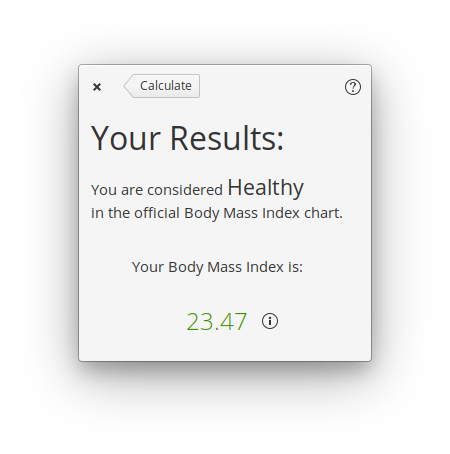 Calculate
Your Results:
You are considered Healthy
in the official Body Mass Index chart.
Your Body Mass Index is:
23.47